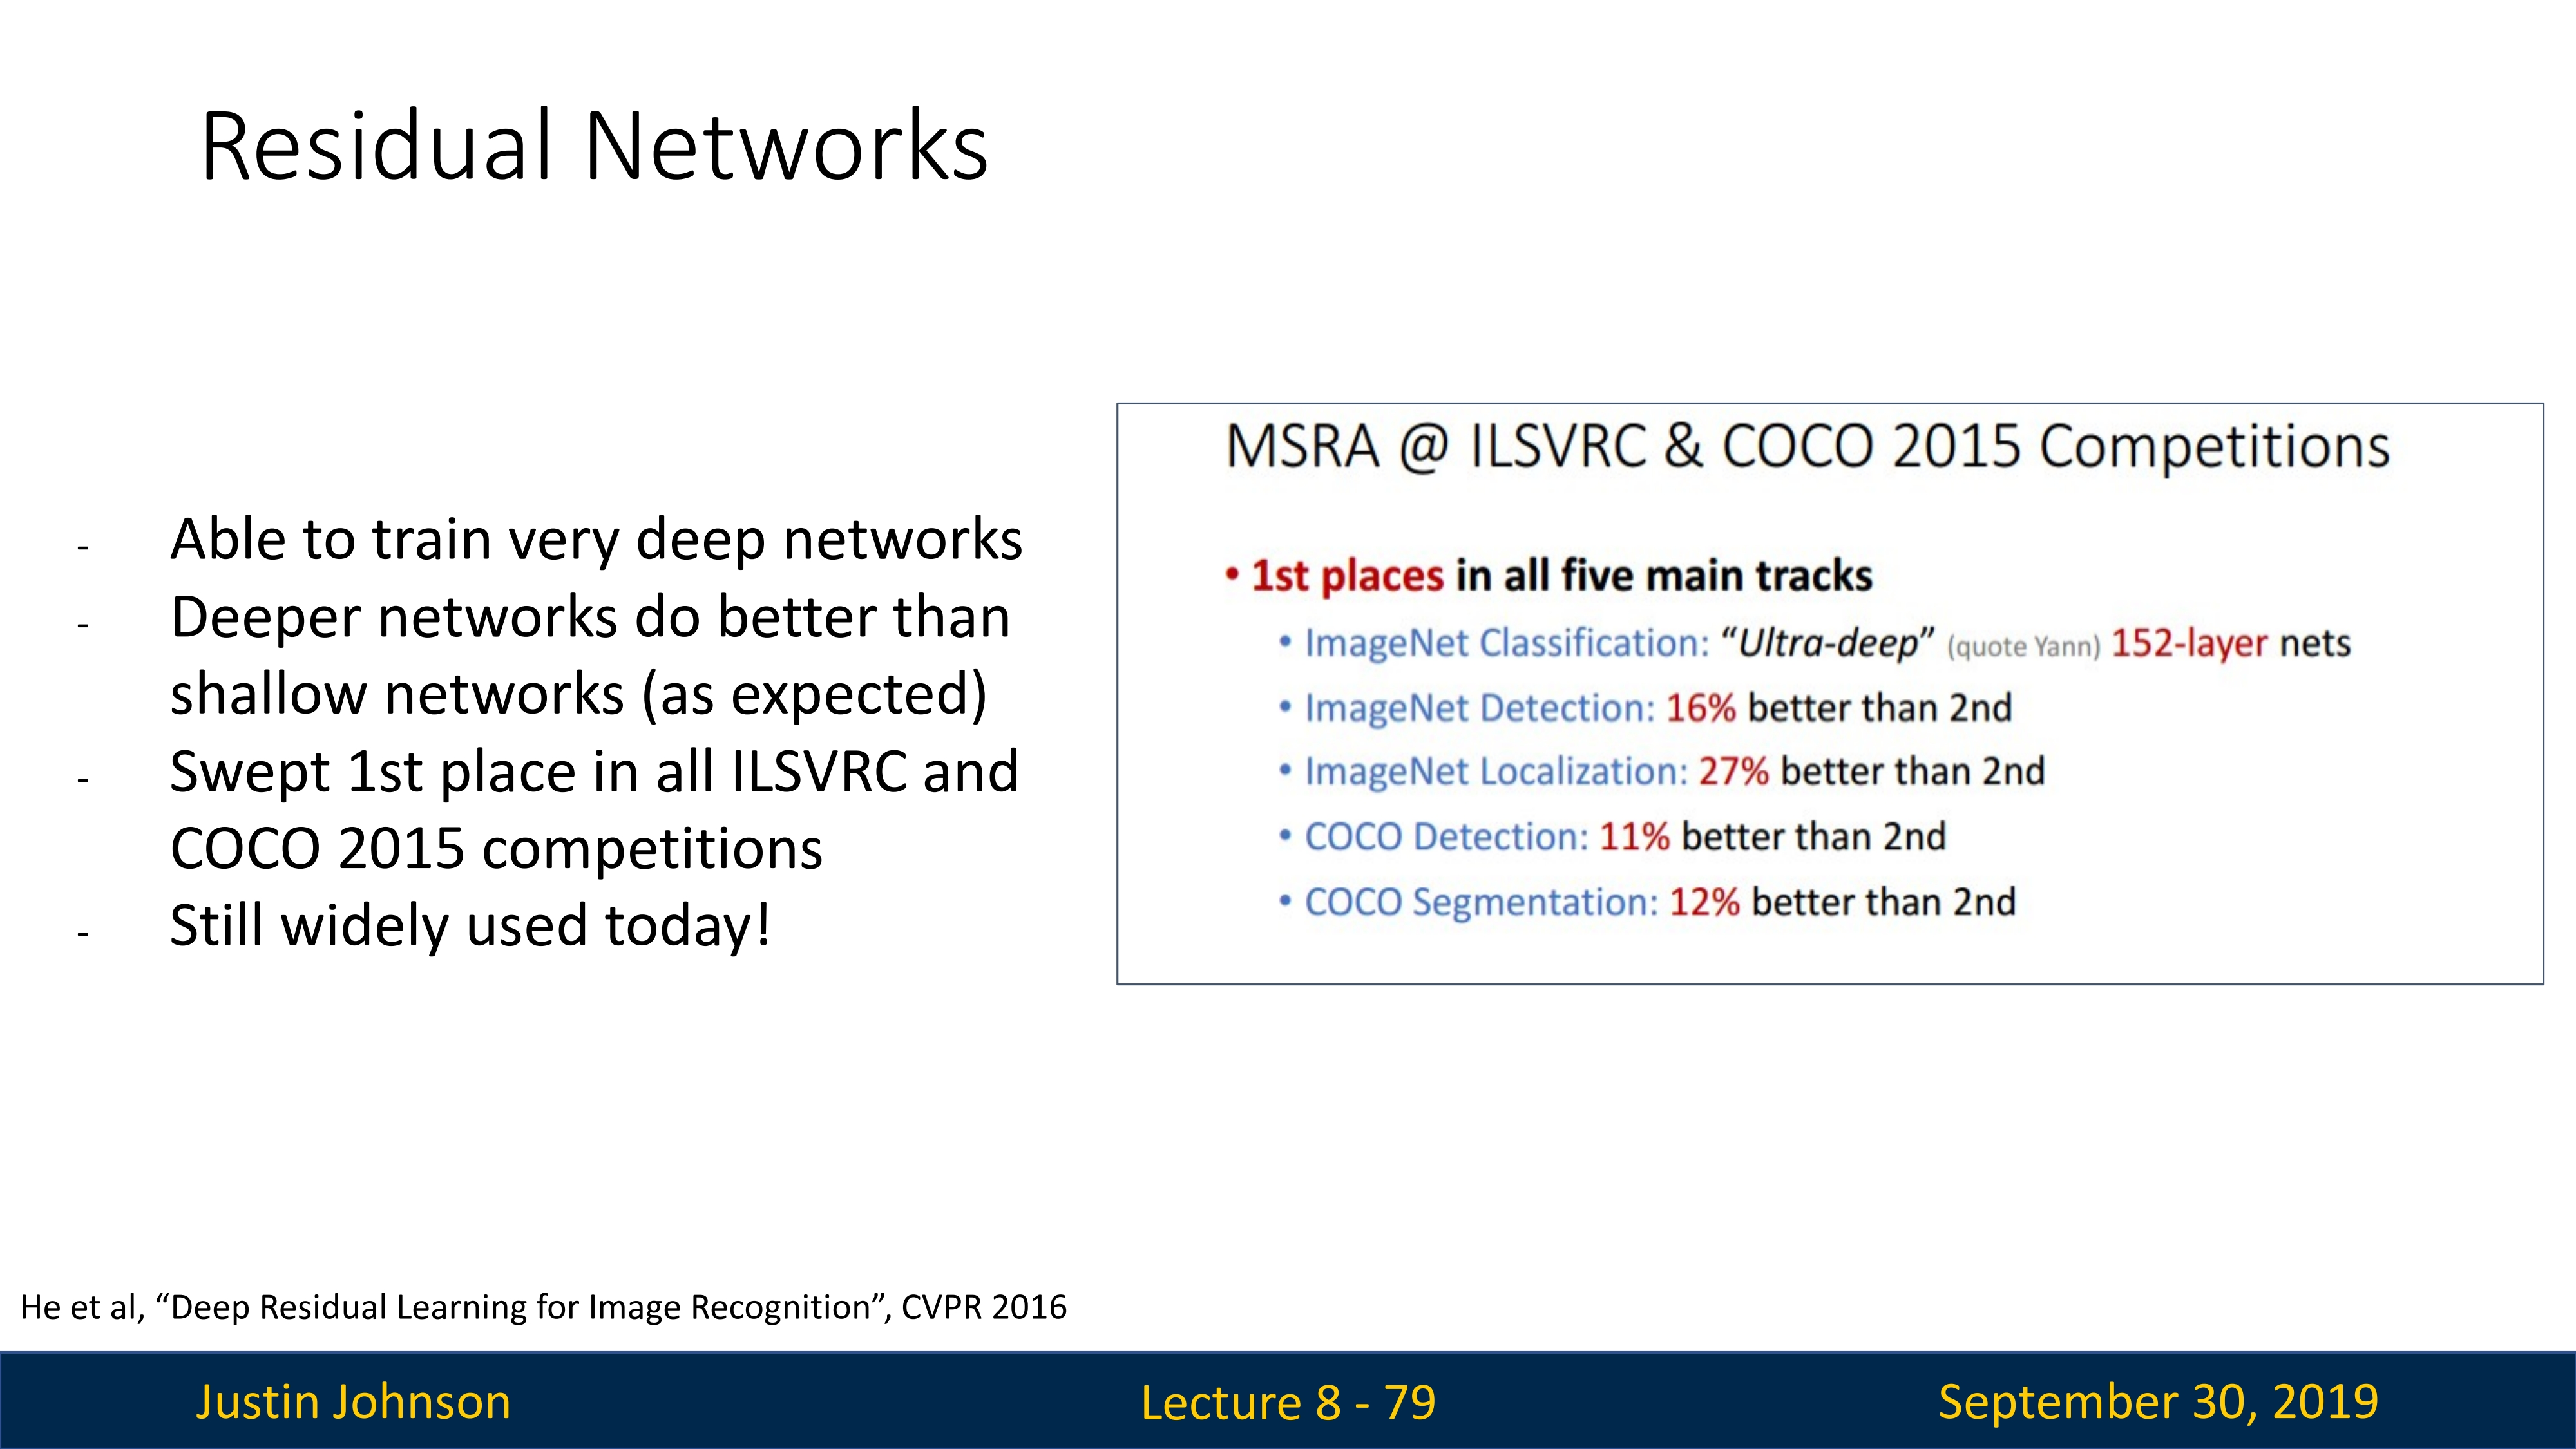 Residual Networks
- Able to train very deep networks
- Deeper networks do better than
shallow networks (as expected)
- Swept 1st place in all ILSVRC and
COCO 2015 competitions
- Still widely used today!
MSRA @ ILSVRC & COCO 2015 Competitions
• 1st places in all five main tracks
• ImageNet Classification: “Ultra-deep” (quote Yann) 152-layer nets
• ImageNet Detection: 16% better than 2nd
• ImageNet Localization: 27% better than 2nd
• COCO Detection: 11% better than 2nd
• COCO Segmentation: 12% better than 2nd
He et al, “Deep Residual Learning for Image Recognition”, CVPR 2016
Justin Johnson
Lecture 8 - 79
September 30, 2019